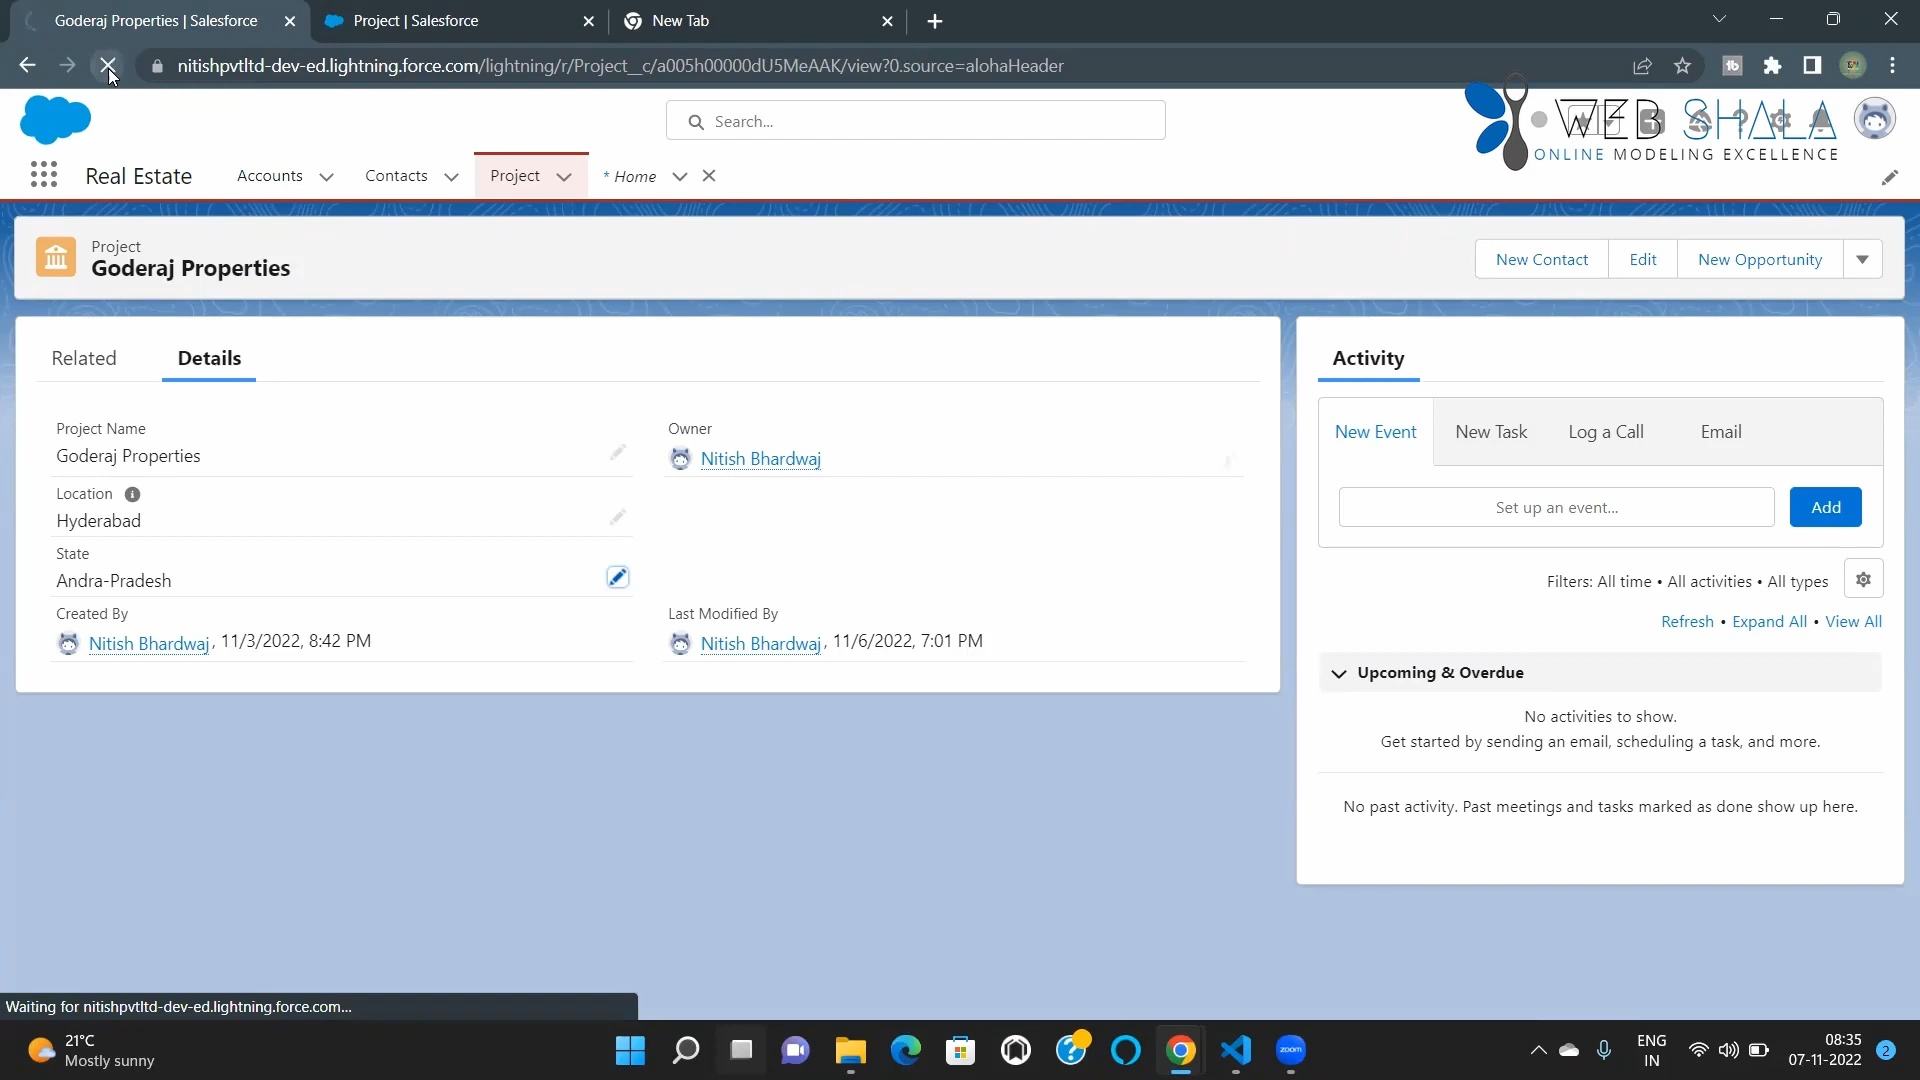 Goderaj Properties | Salesforce
Project | Salesforce
New Tab
nitishpvtltd-dev-ed.lightning.force.com/lightning/r/Project__c/a005h00000dU5MeAAK/view?0.source=alohaHeader
Search...
WEB SHALA
ONLINE MODELING EXCELLENCE
Real Estate
Accounts
Contacts
Project
* Home
Project
Goderaj Properties
New Contact
Edit
New Opportunity
Related
Details
Project Name
Goderaj Properties
Owner
Nitish Bhardwaj
Location
Hyderabad
State
Andra-Pradesh
Created By
Nitish Bhardwaj, 11/3/2022, 8:42 PM
Last Modified By
Nitish Bhardwaj, 11/6/2022, 7:01 PM
Activity
New Event
New Task
Log a Call
Email
Set up an event...
Add
Filters: All time • All activities • All types
Refresh • Expand All • View All
Upcoming & Overdue
No activities to show.
Get started by sending an email, scheduling a task, and more.
No past activity. Past meetings and tasks marked as done show up here.
Waiting for nitishpvtltd-dev-ed.lightning.force.com...
21°C
Mostly sunny
zoom
ENG
IN
08:35
07-11-2022
2